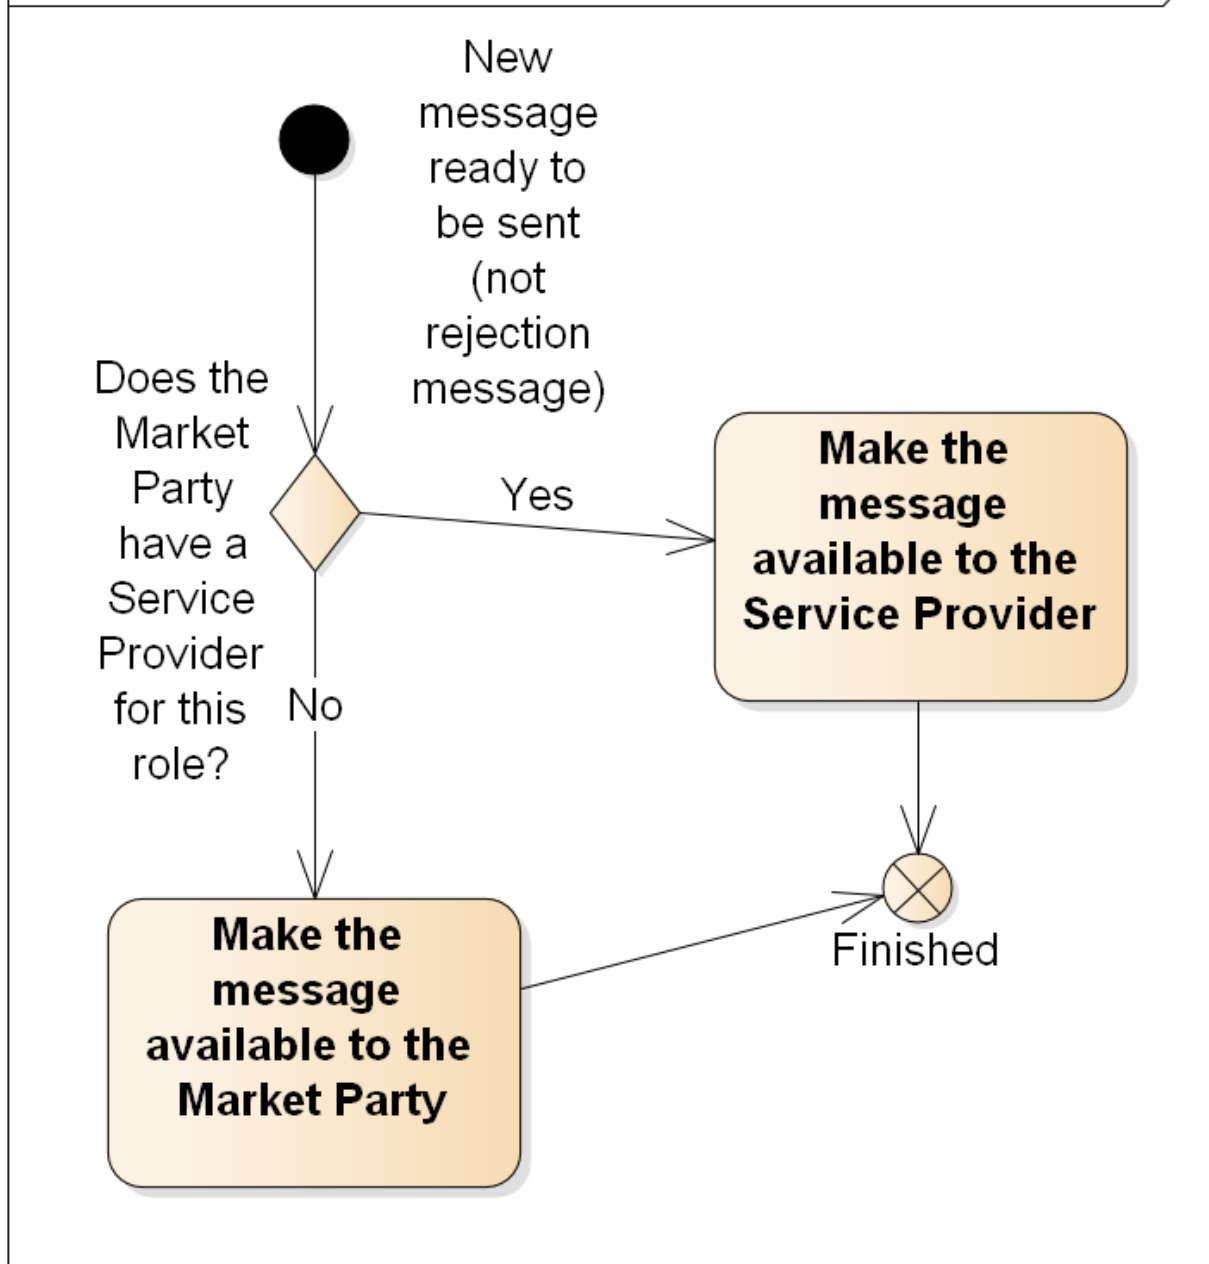 New
message
ready to
be sent
(not
rejection
message)
Does the
Market
Party
have a
Service
Provider
for this
role?
Yes
Make the
message
available to the
Service Provider
No
Finished
Make the
message
available to the
Market Party